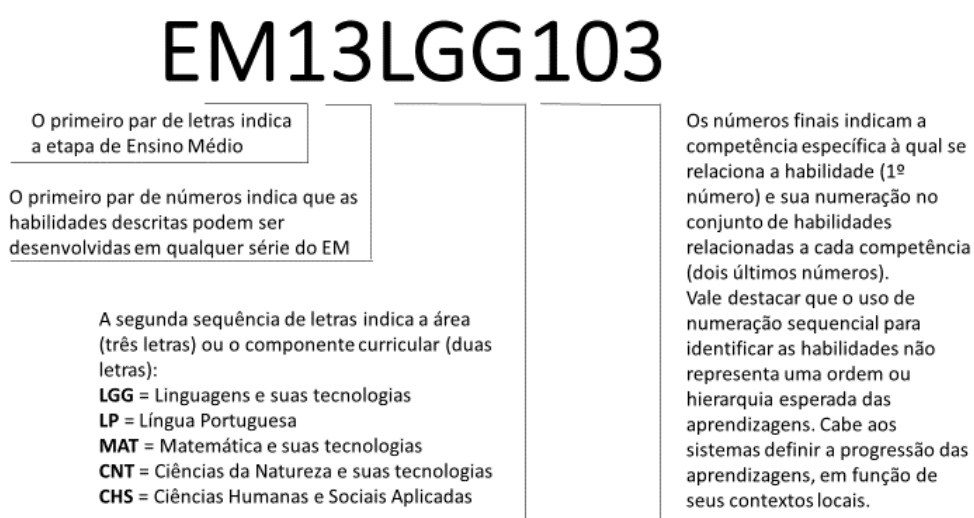 EM13LGG103
O primeiro par de letras indica
a etapa de Ensino Médio
O primeiro par de números indica que as
habilidades descritas podem ser
desenvolvidas em qualquer série do EM
A segunda sequência de letras indica a área
(três letras) ou o componente curricular (duas
letras):
LGG = Linguagens e suas tecnologias
LP = Língua Portuguesa
MAT = Matemática e suas tecnologias
CNT = Ciências da Natureza e suas tecnologias
CHS = Ciências Humanas e Sociais Aplicadas
Os números finais indicam a
competência específica à qual se
relaciona a habilidade (1º
número) e sua numeração no
conjunto de habilidades
relacionadas a cada competência
(dois últimos números).
Vale destacar que o uso de
numeração sequencial para
identificar as habilidades não
representa uma ordem ou
hierarquia esperada das
aprendizagens. Cabe aos
sistemas definir a progressão das
aprendizagens, em função de
seus contextos locais.